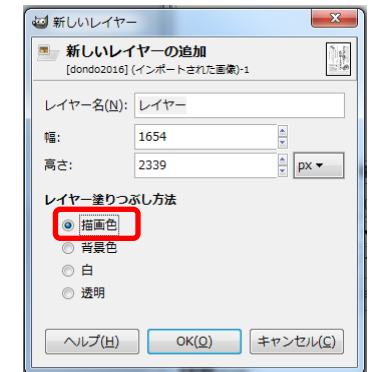 新しいレイヤー
新しいレイヤーの追加
[dondo2016] (インポートされた画像)-1
レイヤー名(N): レイヤー
幅: 1654
高さ: 2339 px
レイヤー塗りつぶし方法
描画色
背景色
白
透明
ヘルプ(H) OK(O) キャンセル(C)